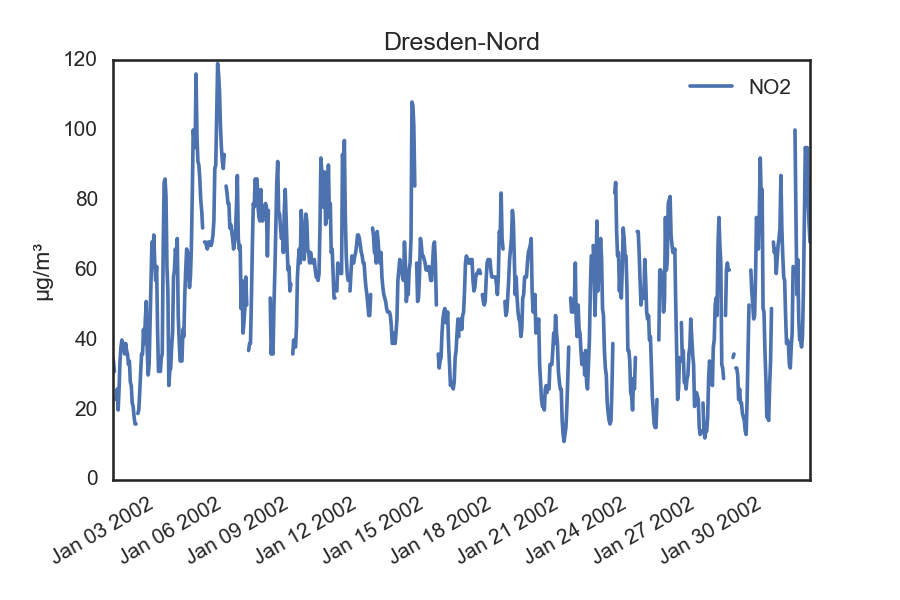 Dresden-Nord
NO2
µg/m³
120
100
80
60
40
20
0
Jan 03 2002
Jan 06 2002
Jan 09 2002
Jan 12 2002
Jan 15 2002
Jan 18 2002
Jan 21 2002
Jan 24 2002
Jan 27 2002
Jan 30 2002